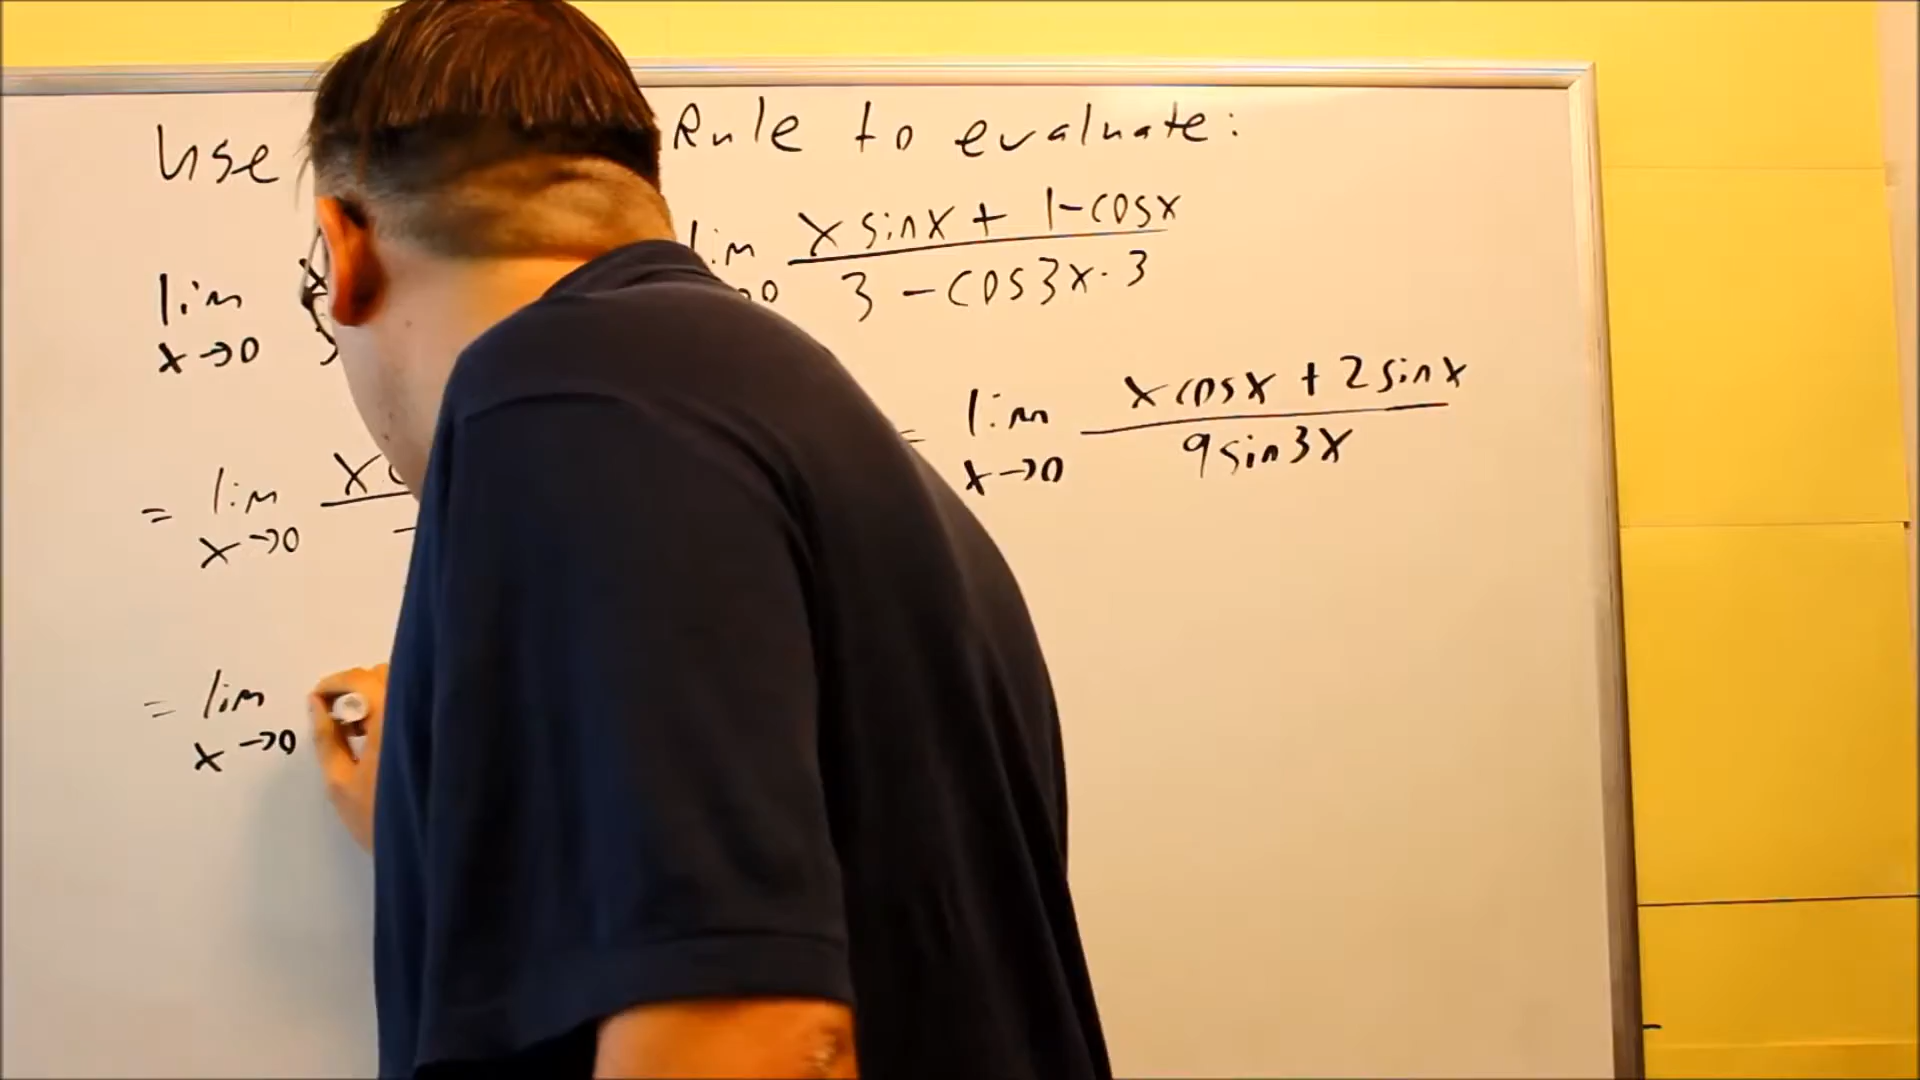 Use Rule to evaluate:
lim x→0
lim x sinx + 1-cosx / 3 - cos3x·3
= lim x→0 x
= lim x→0 x cosx + 2 sinx / 9 sin3x
= lim x→0